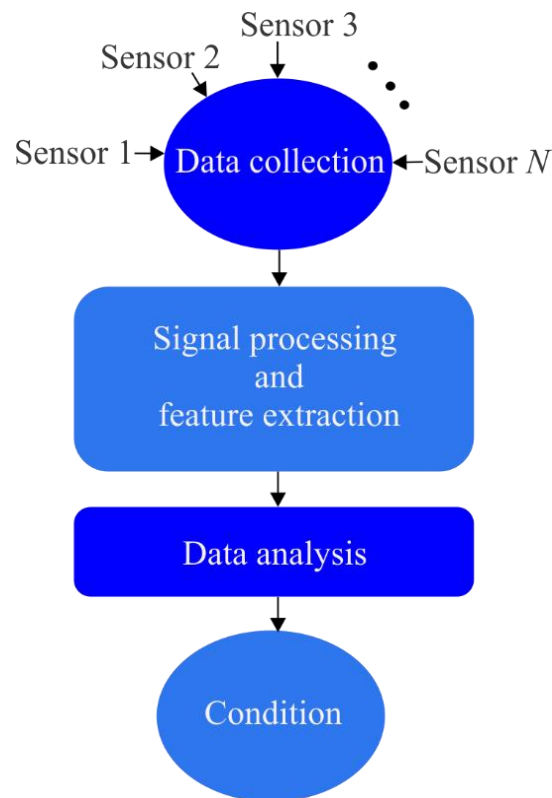 Sensor 3
Sensor 2
Sensor 1
Data collection
Sensor N
Signal processing
and
feature extraction
Data analysis
Condition